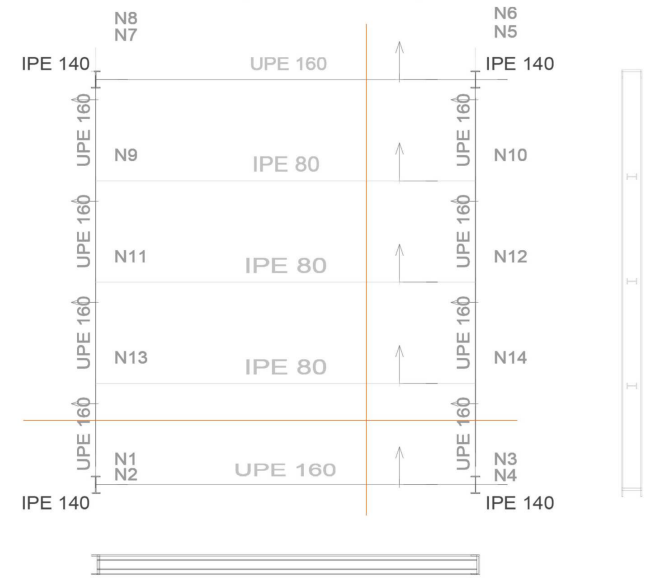 N8
N7
N6
N5
IPE 140
UPE 160
IPE 140
UPE 160
UPE 160
N9
IPE 80
N10
UPE 160
UPE 160
N11
IPE 80
N12
UPE 160
UPE 160
N13
IPE 80
N14
UPE 160
UPE 160
N1
N2
UPE 160
N3
N4
IPE 140
IPE 140